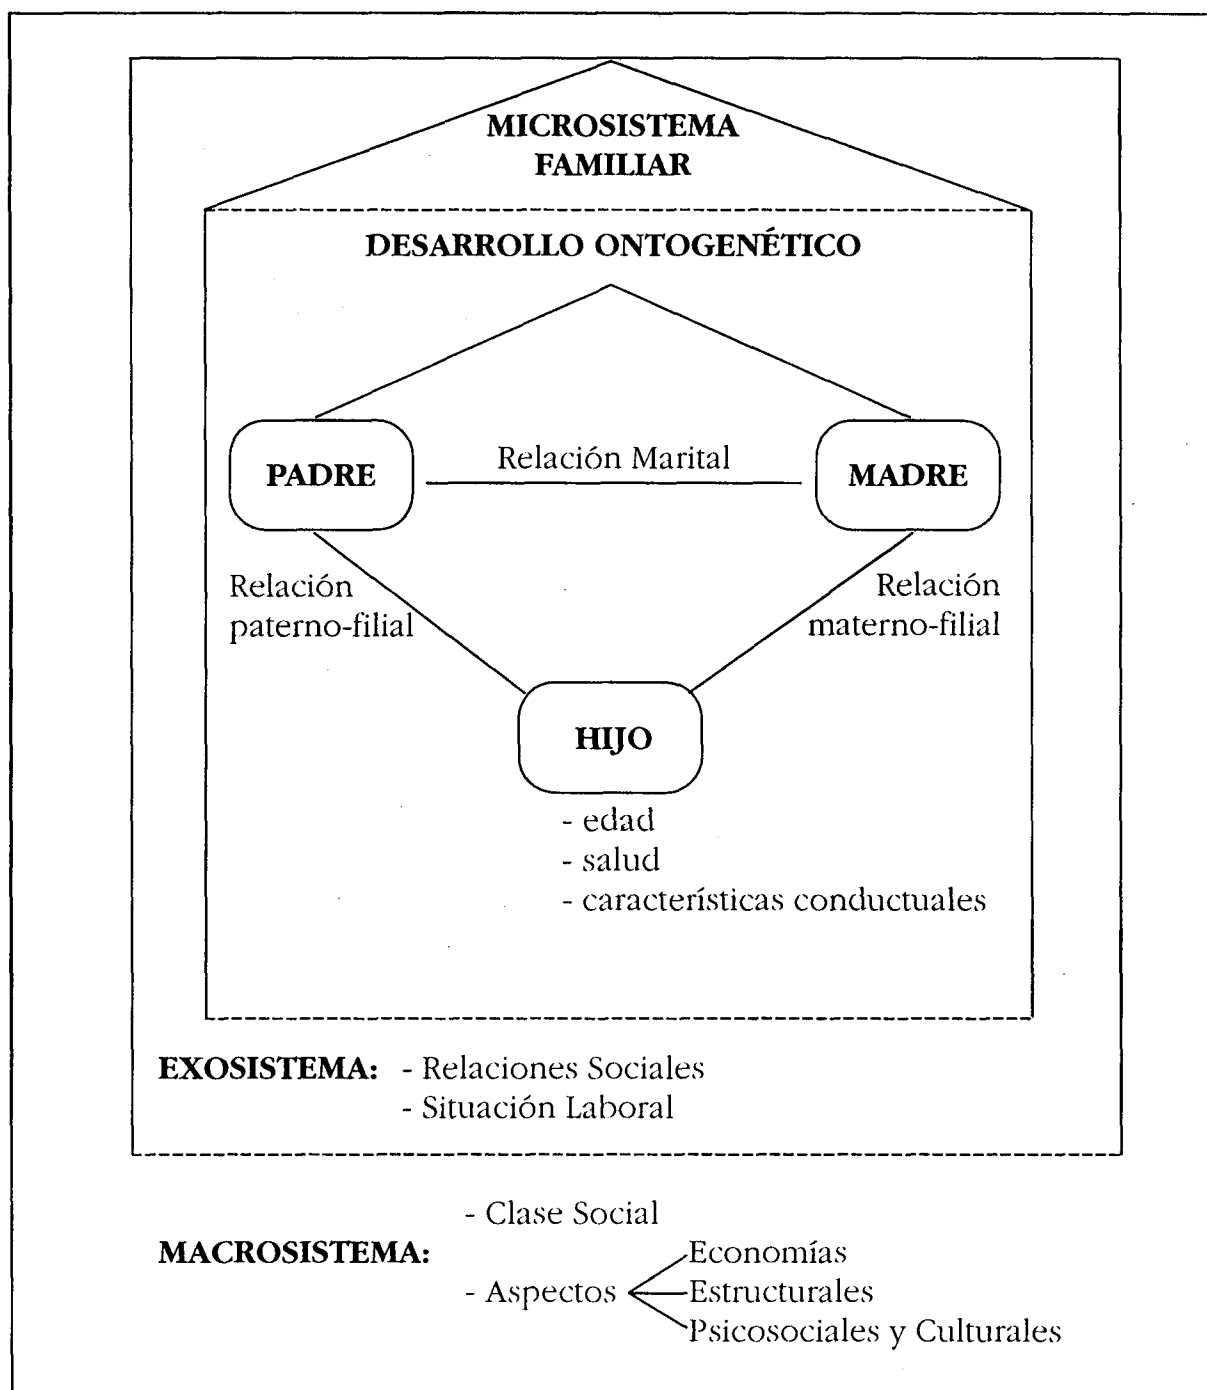 MICROSISTEMA
FAMILIAR
DESARROLLO ONTOGENÉTICO
PADRE
Relación Marital
MADRE
Relación
paterno-filial
Relación
materno-filial
HIJO
- edad
- salud
- característísticas conductuales
EXOSISTEMA: - Relaciones Sociales
- Situación Laboral
- Clase Social
MACROSISTEMA:
- Aspectos
Economías
Estructurales
Psicosociales y Culturales